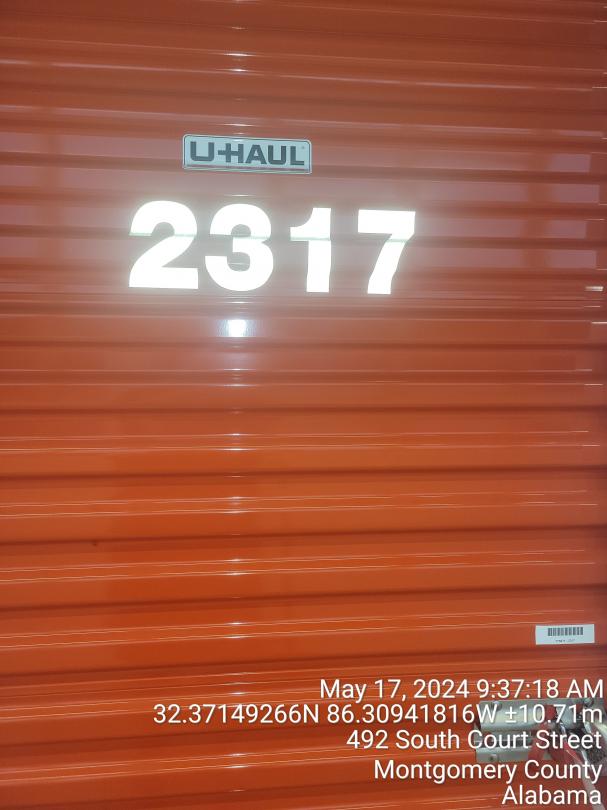 U-HAUL
2317
May 17, 2024 9:37:18 AM
32.37149266N 86.30941816W ±10.71m
492 South Court Street
Montgomery County
Alabama